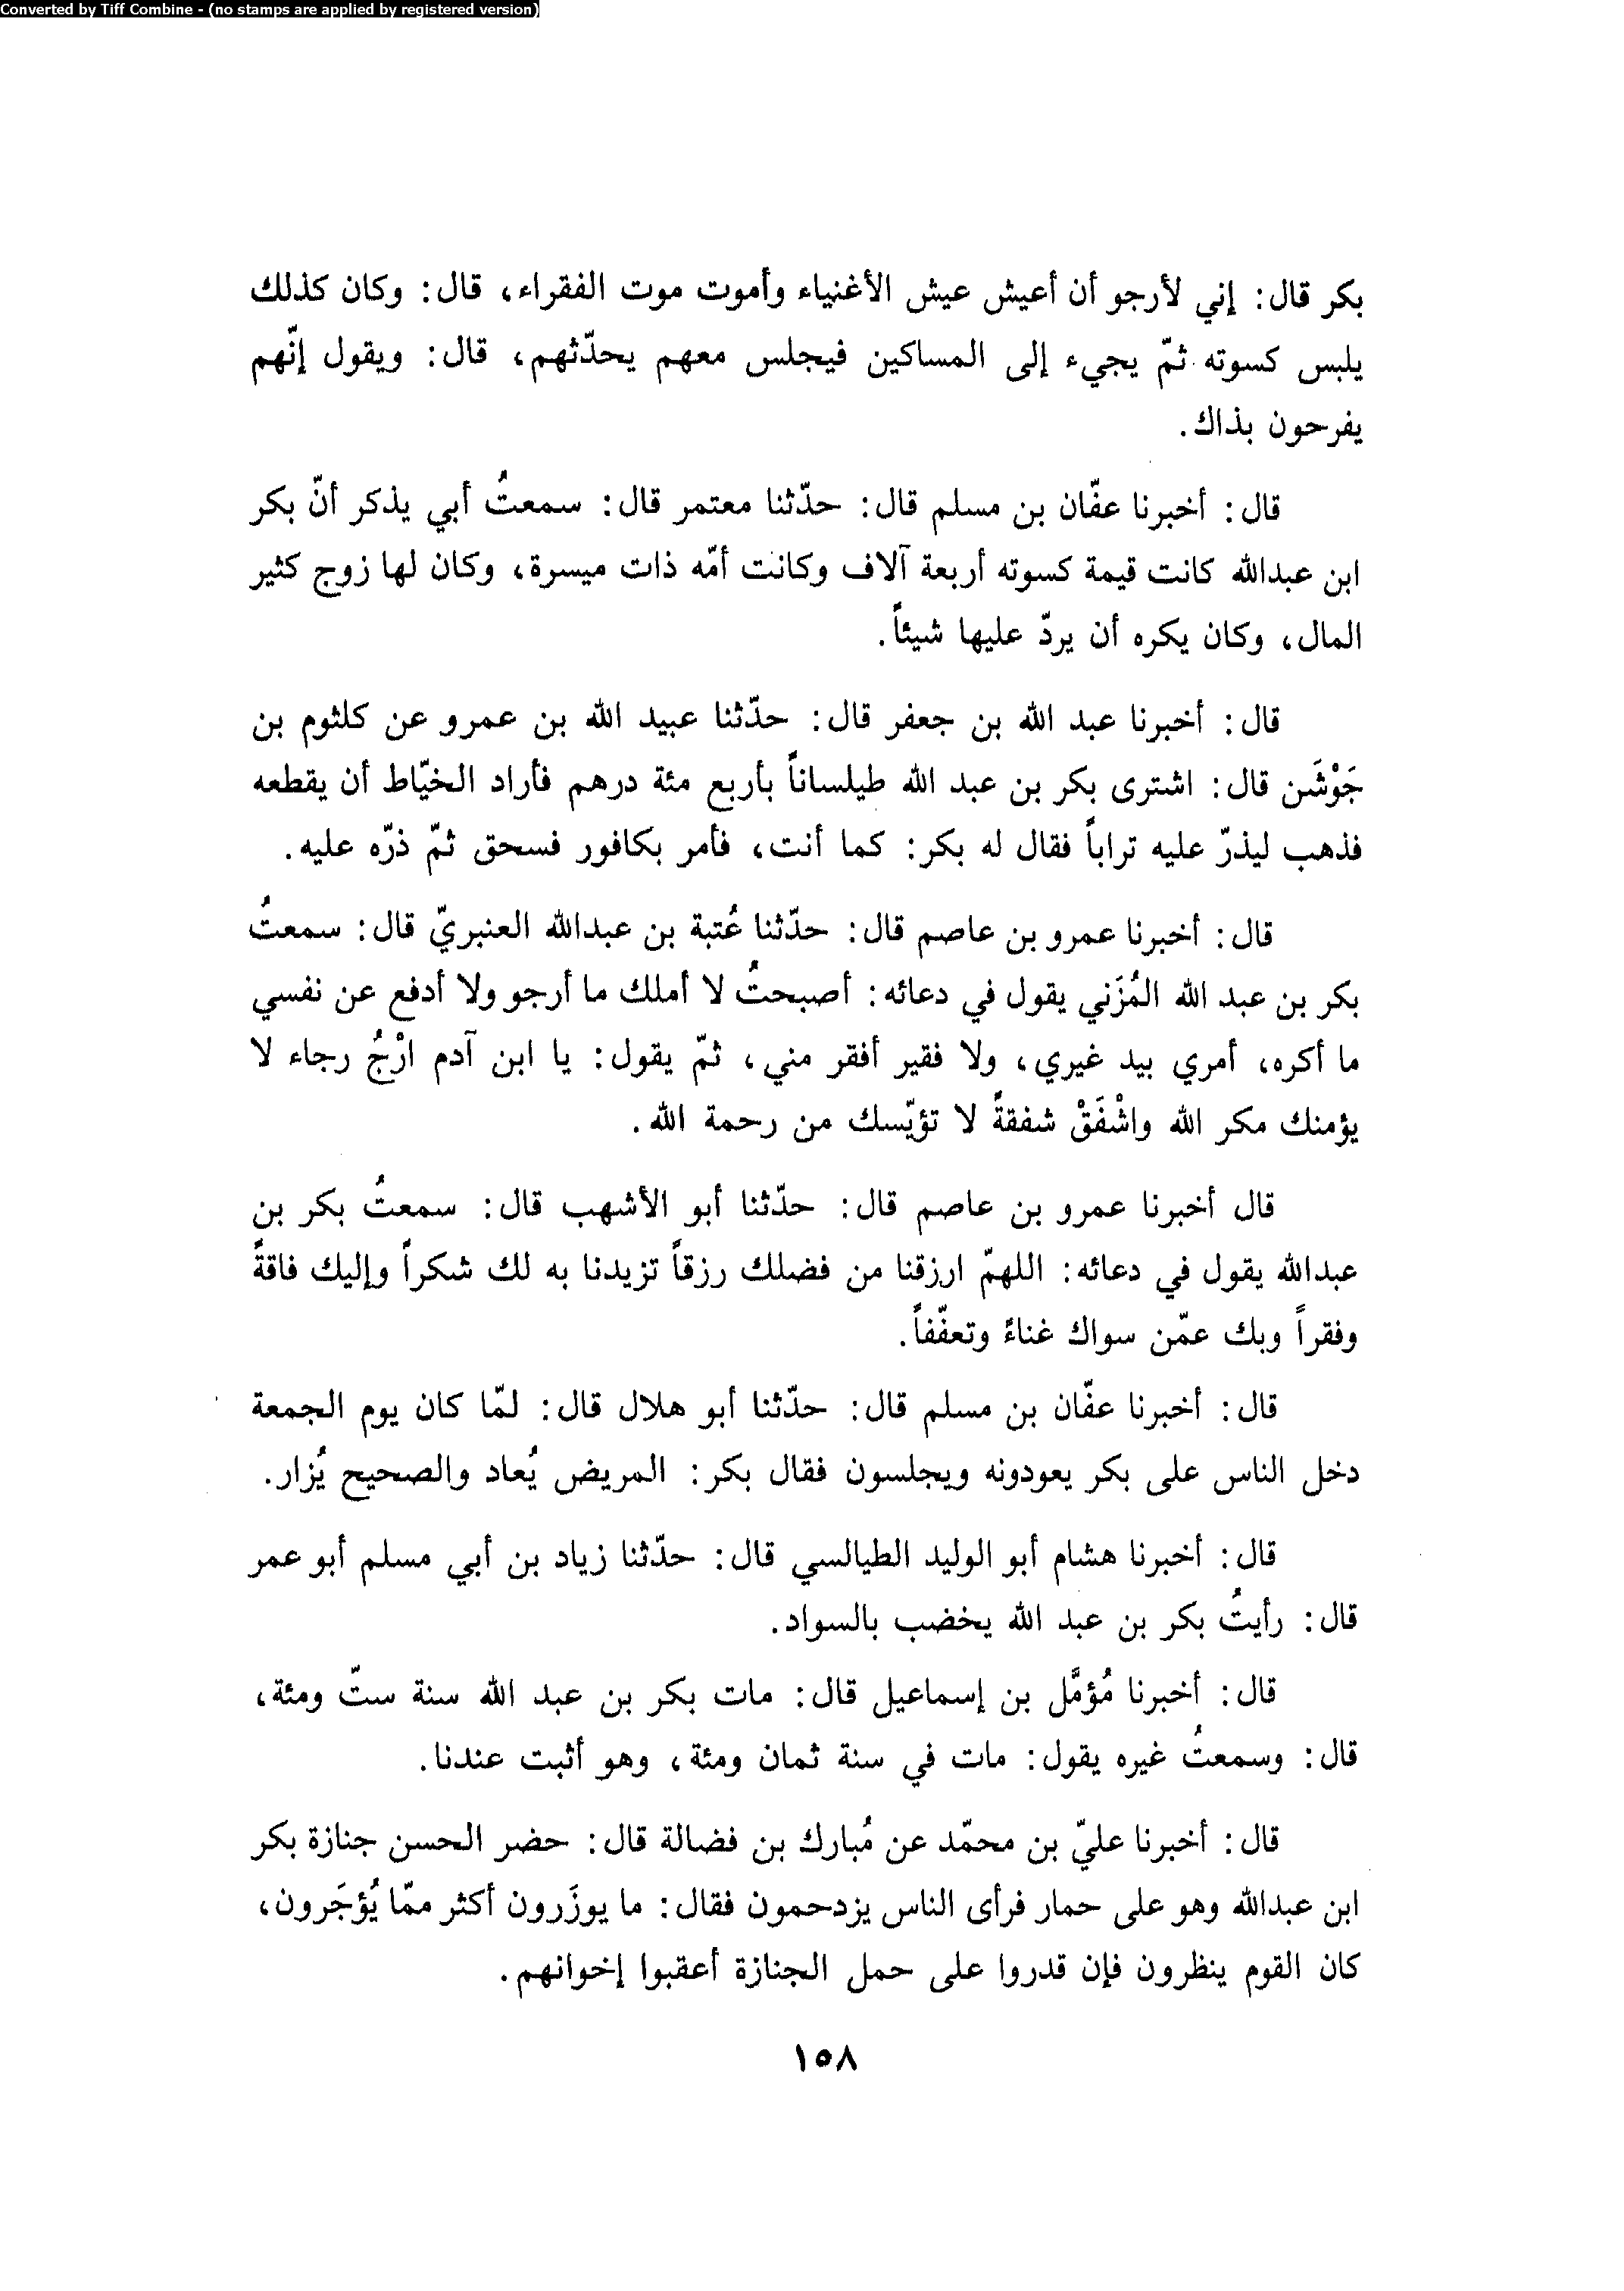 Converted by Tiff Combine - (no stamps are applied by registered version)
بكر قال: إني لأرجو أن أعيش عيش الأغنياء وأموت موت الفقراء، قال: وكان كذلك
يلبس كسوته ثمّ يجيء إلى المساكين فيجلس معهم يحدّثهم، قال: ويقول إنّهم
يفرحون بذاك.
قال: أخبرنا عفّان بن مسلم قال: حدّثنا معتمر قال: سمعتُ أبي يذكر أنّ بكر
ابن عبدالله كانت قيمة كسوته أربعة آلاف وكانت أمّه ذات ميسرة، وكان لها زوج كثير
المال، وكان يكره أن يردّ عليها شيئاً.
قال: أخبرنا عبد الله بن جعفر قال: حدّثنا عبيد الله بن عمرو عن كلثوم بن
جَوْشَن قال: اشترى بكر بن عبد الله طيلساناً بأربع مئة درهم فأراد الخيّاط أن يقطعه
فذهب ليذرّ عليه تراباً فقال له بكر: كما أنت، فأمر بكافور فسحق ثمّ ذرّه عليه.
قال: أخبرنا عمرو بن عاصم قال: حدّثنا عُتبة بن عبدالله العنبريّ قال: سمعتُ
بكر بن عبد الله المُزَني يقول في دعائه: أصبحتُ لا أملك ما أرجو ولا أدفع عن نفسي
ما أكره، أمري بيد غيري، ولا فقير أفقر مني، ثمّ يقول: يا ابن آدم ارْجُ رجاء لا
يؤمنك مكر الله واشْفَقْ شفقةً لا تؤيّسك من رحمة الله.
قال أخبرنا عمرو بن عاصم قال: حدّثنا أبو الأشهب قال: سمعتُ بكر بن
عبدالله يقول في دعائه: اللهمّ ارزقنا من فضلك رزقاً تزيدنا به لك شكراً وإليك فاقةً
وفقراً وبك عمّن سواك غناءً وتعفّفاً.
قال: أخبرنا عفّان بن مسلم قال: حدّثنا أبو هلال قال: لمّا كان يوم الجمعة
دخل الناس على بكر يعودونه ويجلسون فقال بكر: المريض يُعاد والصحيح يُزار.
قال: أخبرنا هشام أبو الوليد الطيالسي قال: حدّثنا زياد بن أبي مسلم أبو عمر
قال: رأيتُ بكر بن عبد الله يخضب بالسواد.
قال: أخبرنا مُؤمَّل بن إسماعيل قال: مات بكر بن عبد الله سنة ستّ ومئة،
قال: وسمعتُ غيره يقول: مات في سنة ثمان ومئة، وهو أثبت عندنا.
قال: أخبرنا عليّ بن محمّد عن مُبارك بن فضالة قال: حضر الحسن جنازة بكر
ابن عبدالله وهو على حمار فرأى الناس يزدحمون فقال: ما يوزَرون أكثر ممّا يُؤجَرون،
كان القوم ينظرون فإن قدروا على حمل الجنازة أعقبوا إخوانهم.
١٥٨